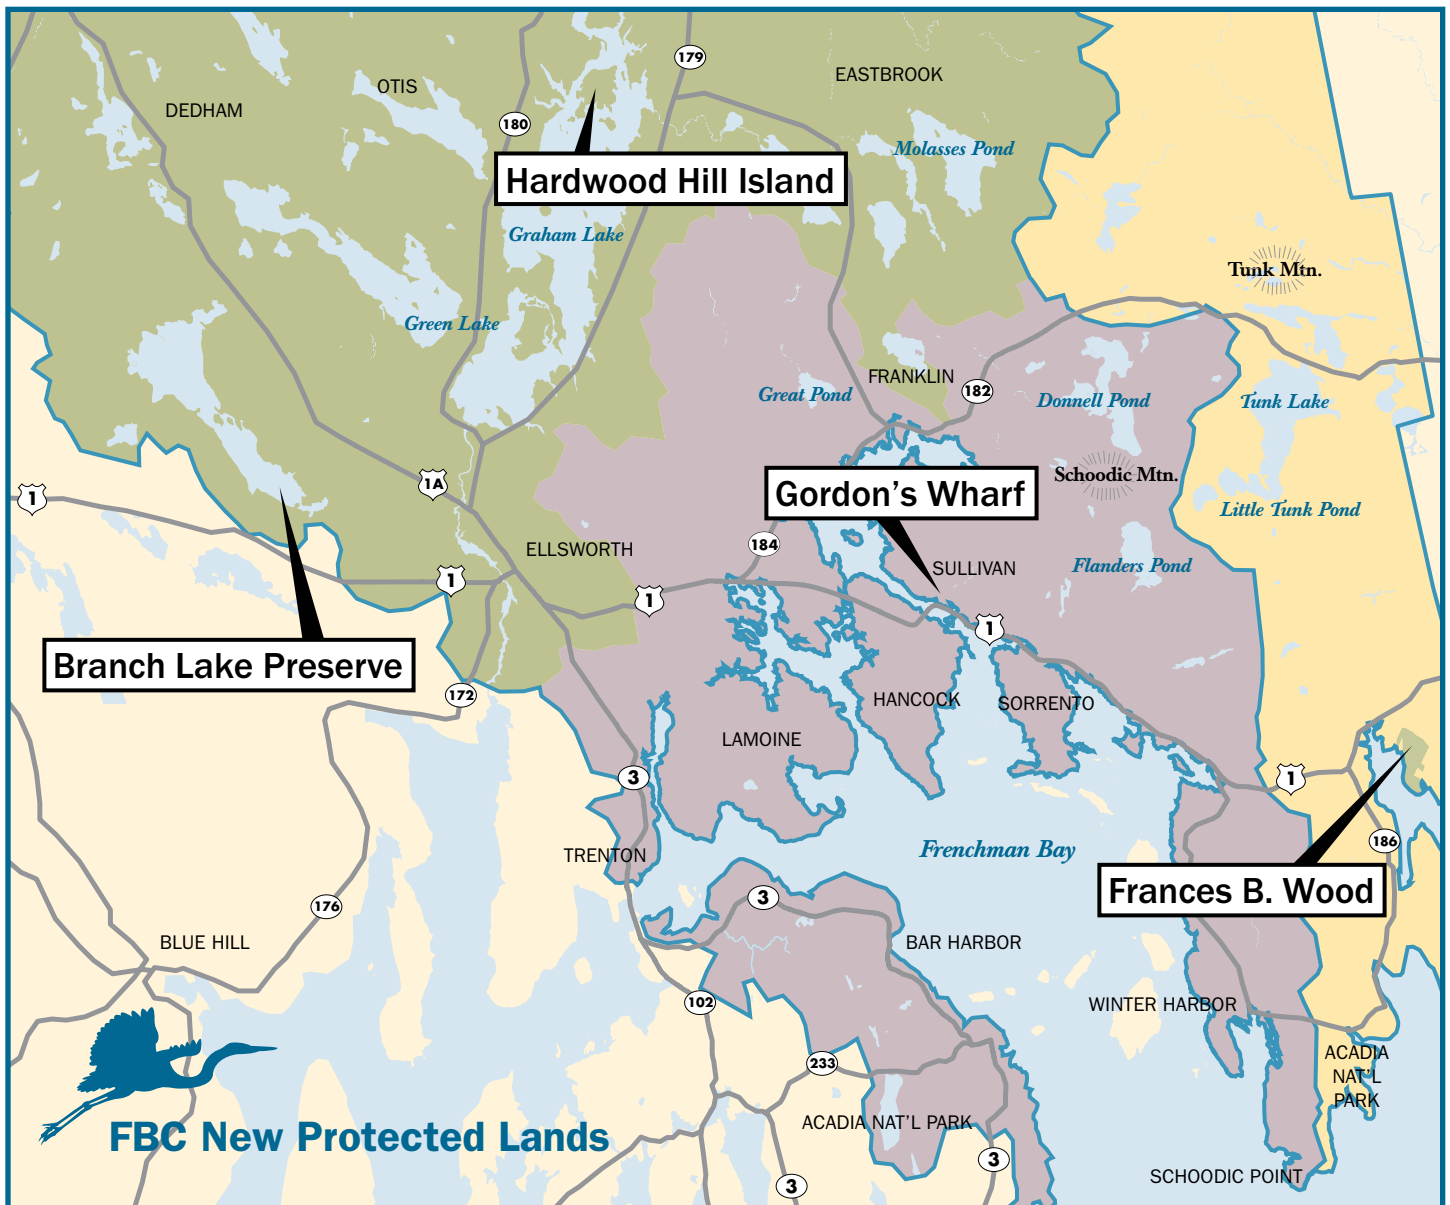 179
EASTBROOK
OTIS
DEDHAM
180
Molasses Pond
Hardwood Hill Island
Graham Lake
Tunk Mtn.
Green Lake
FRANKLIN
182
Great Pond
Donnell Pond
Tunk Lake
Schoodic Mtn.
1A
1
Gordon's Wharf
Little Tunk Pond
184
ELLSWORTH
SULLIVAN
Flanders Pond
1
1
1
Branch Lake Preserve
172
HANCOCK
SORRENTO
LAMOINE
3
1
186
TRENTON
Frenchman Bay
Frances B. Wood
3
176
BLUE HILL
BAR HARBOR
102
WINTER HARBOR
233
ACADIA
NAT'L
PARK
ACADIA NAT'L PARK
FBC New Protected Lands
3
3
SCHOODIC POINT